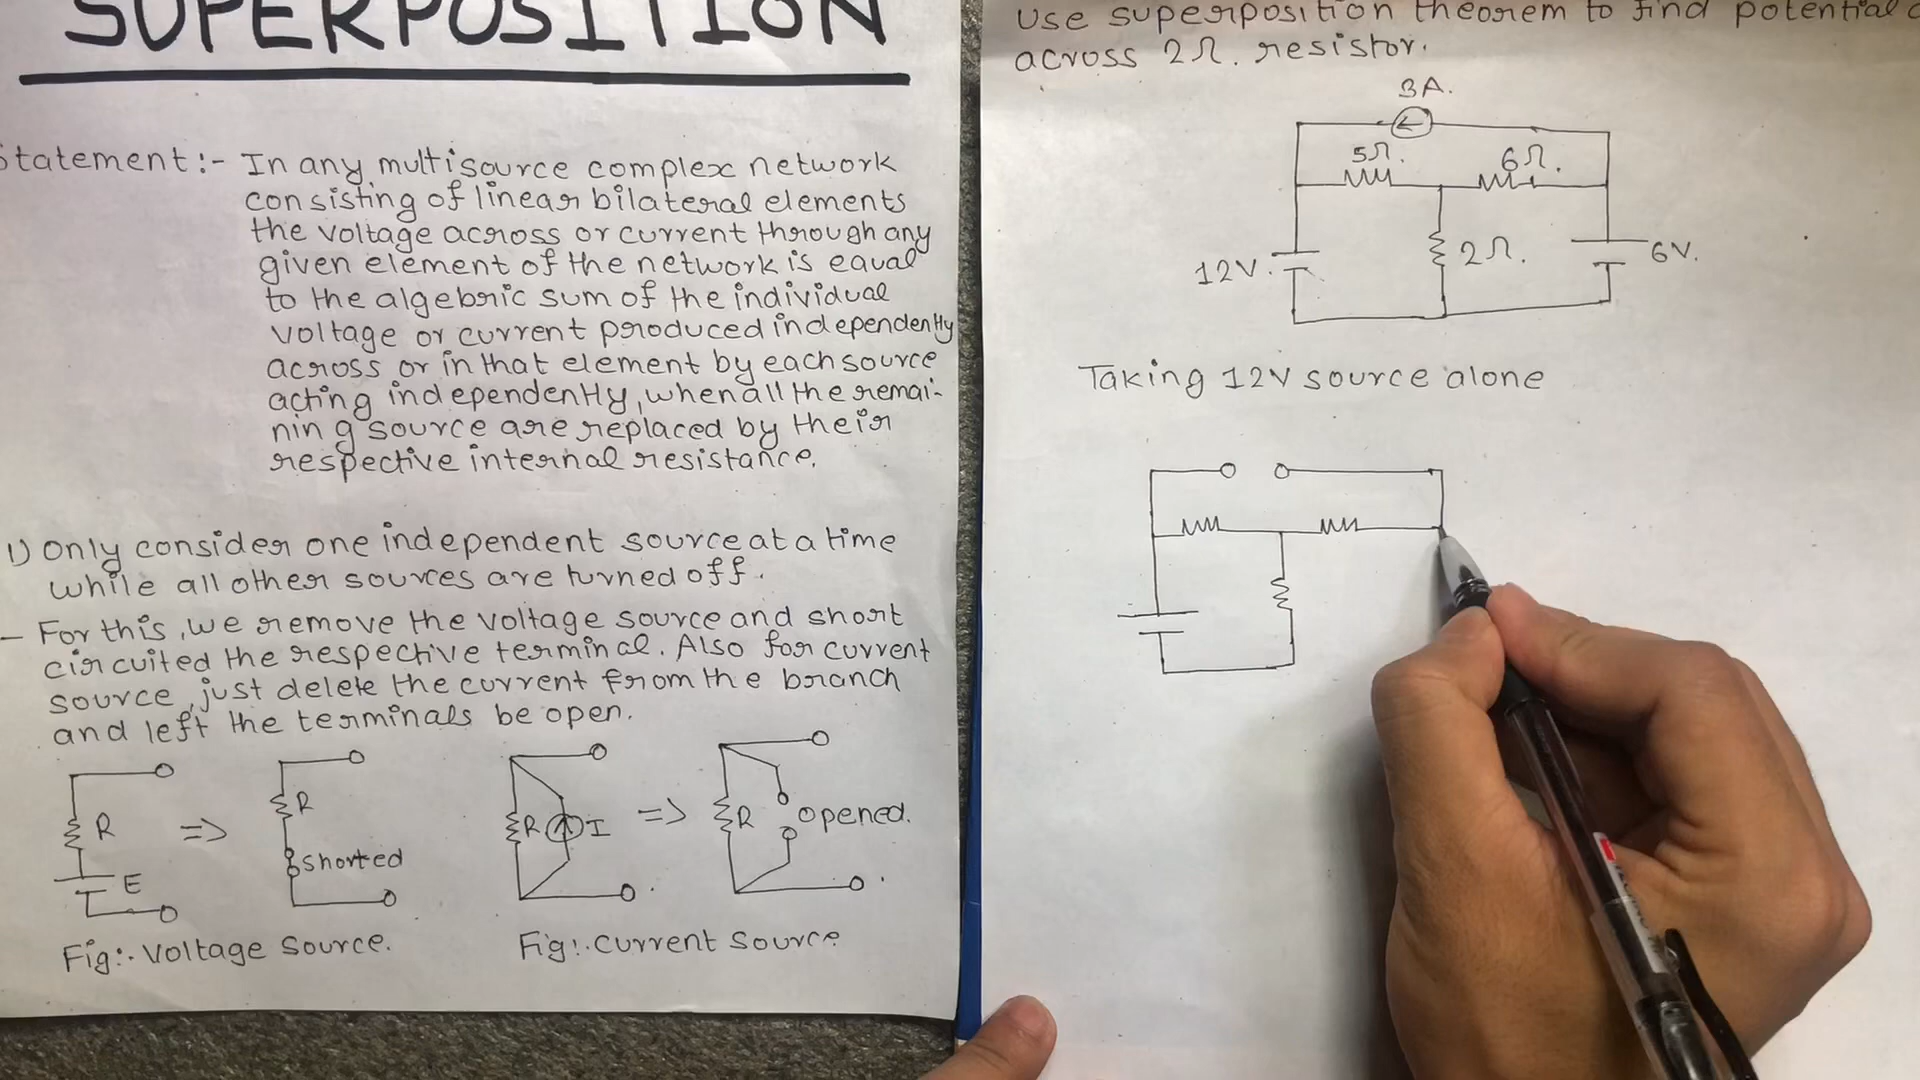 SUPERPOSITION
Statement:- In any multisource complex network
consisting of linear bilateral elements
the voltage across or current through any
given element of the network is equal
to the algebric sum of the individual
voltage or current produced independently
across or in that element by each source
acting independently, when all the remai-
ning source are replaced by their
respective internal resistance.
1) Only consider one independent source at a time
while all other sources are turned off.
- For this, we remove the voltage source and short
circuited the respective terminal. Also for current
source, just delete the current from the branch
and left the terminals be open.
R
E
=>
R
shorted
R
I
=>
R
opened.
Fig:. Voltage source.
Fig:. current source
Use superposition theorem to find potential
across 2Ω. resistor.
3A.
5Ω.
6Ω.
12V.
2Ω.
6V.
Taking 12V source alone